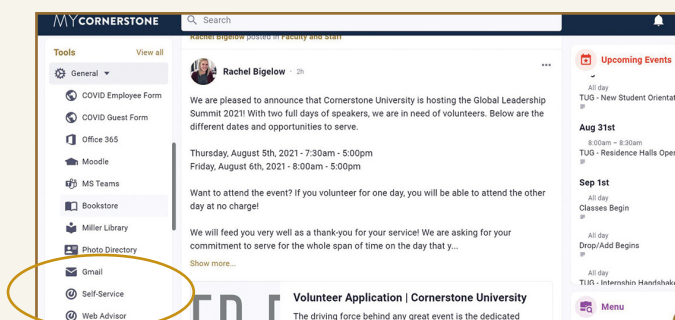 MYCORNERSTONE
Search
Tools
View all
General
COVID Employee Form
COVID Guest Form
Office 365
Moodle
MS Teams
Bookstore
Miller Library
Photo Directory
Gmail
Self-Service
Web Advisor
Rachel Bigelow posted in Faculty and Staff
Rachel Bigelow · 2h
We are pleased to announce that Cornerstone University is hosting the Global Leadership
Summit 2021! With two full days of speakers, we are in need of volunteers. Below are the
different dates and opportunities to serve.
Thursday, August 5th, 2021 - 7:30am - 5:00pm
Friday, August 6th, 2021 - 8:00am - 5:00pm
Want to attend the event? If you volunteer for one day, you will be able to attend the other
day at no charge!
We will feed you very well as a thank-you for your service! We are asking for your
commitment to serve for the whole span of time on the day that y...
Show more...
Volunteer Application | Cornerstone University
The driving force behind any great event is the dedicated
Upcoming Events
All day
TUG - New Student Orientat
Aug 31st
8:00am – 8:30am
TUG - Residence Halls Oper
Sep 1st
All day
Classes Begin
All day
Drop/Add Begins
All day
TUG - Internship Handshake
Menu